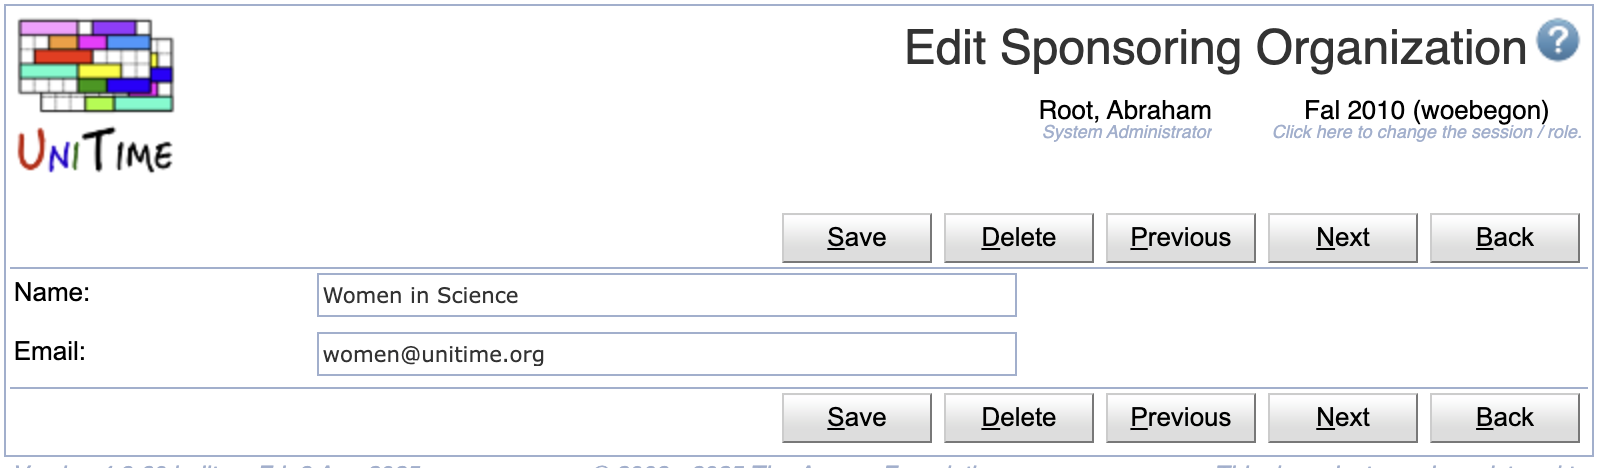 UniTime
Edit Sponsoring Organization
Root, Abraham
System Administrator
Fal 2010 (woebegon)
Click here to change the session / role.
Save Delete Previous Next Back
Name: Women in Science
Email: women@unitime.org
Save Delete Previous Next Back